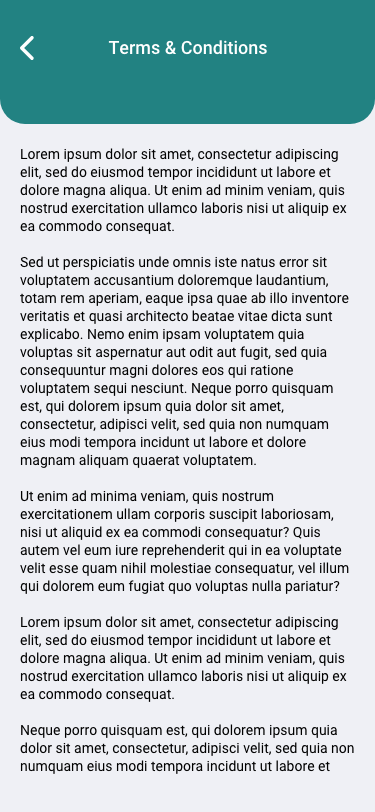 Terms & Conditions
Lorem ipsum dolor sit amet, consectetur adipiscing
elit, sed do eiusmod tempor incididunt ut labore et
dolore magna aliqua. Ut enim ad minim veniam, quis
nostrud exercitation ullamco laboris nisi ut aliquip ex
ea commodo consequat.
Sed ut perspiciatis unde omnis iste natus error sit
voluptatem accusantium doloremque laudantium,
totam rem aperiam, eaque ipsa quae ab illo inventore
veritatis et quasi architecto beatae vitae dicta sunt
explicabo. Nemo enim ipsam voluptatem quia
voluptas sit aspernatur aut odit aut fugit, sed quia
consequuntur magni dolores eos qui ratione
voluptatem sequi nesciunt. Neque porro quisquam
est, qui dolorem ipsum quia dolor sit amet,
consectetur, adipisci velit, sed quia non numquam
eius modi tempora incidunt ut labore et dolore
magnam aliquam quaerat voluptatem.
Ut enim ad minima veniam, quis nostrum
exercitationem ullam corporis suscipit laboriosam,
nisi ut aliquid ex ea commodi consequatur? Quis
autem vel eum iure reprehenderit qui in ea voluptate
velit esse quam nihil molestiae consequatur, vel illum
qui dolorem eum fugiat quo voluptas nulla pariatur?
Lorem ipsum dolor sit amet, consectetur adipiscing
elit, sed do eiusmod tempor incididunt ut labore et
dolore magna aliqua. Ut enim ad minim veniam, quis
nostrud exercitation ullamco laboris nisi ut aliquip ex
ea commodo consequat.
Neque porro quisquam est, qui dolorem ipsum quia
dolor sit amet, consectetur, adipisci velit, sed quia non
numquam eius modi tempora incidunt ut labore et